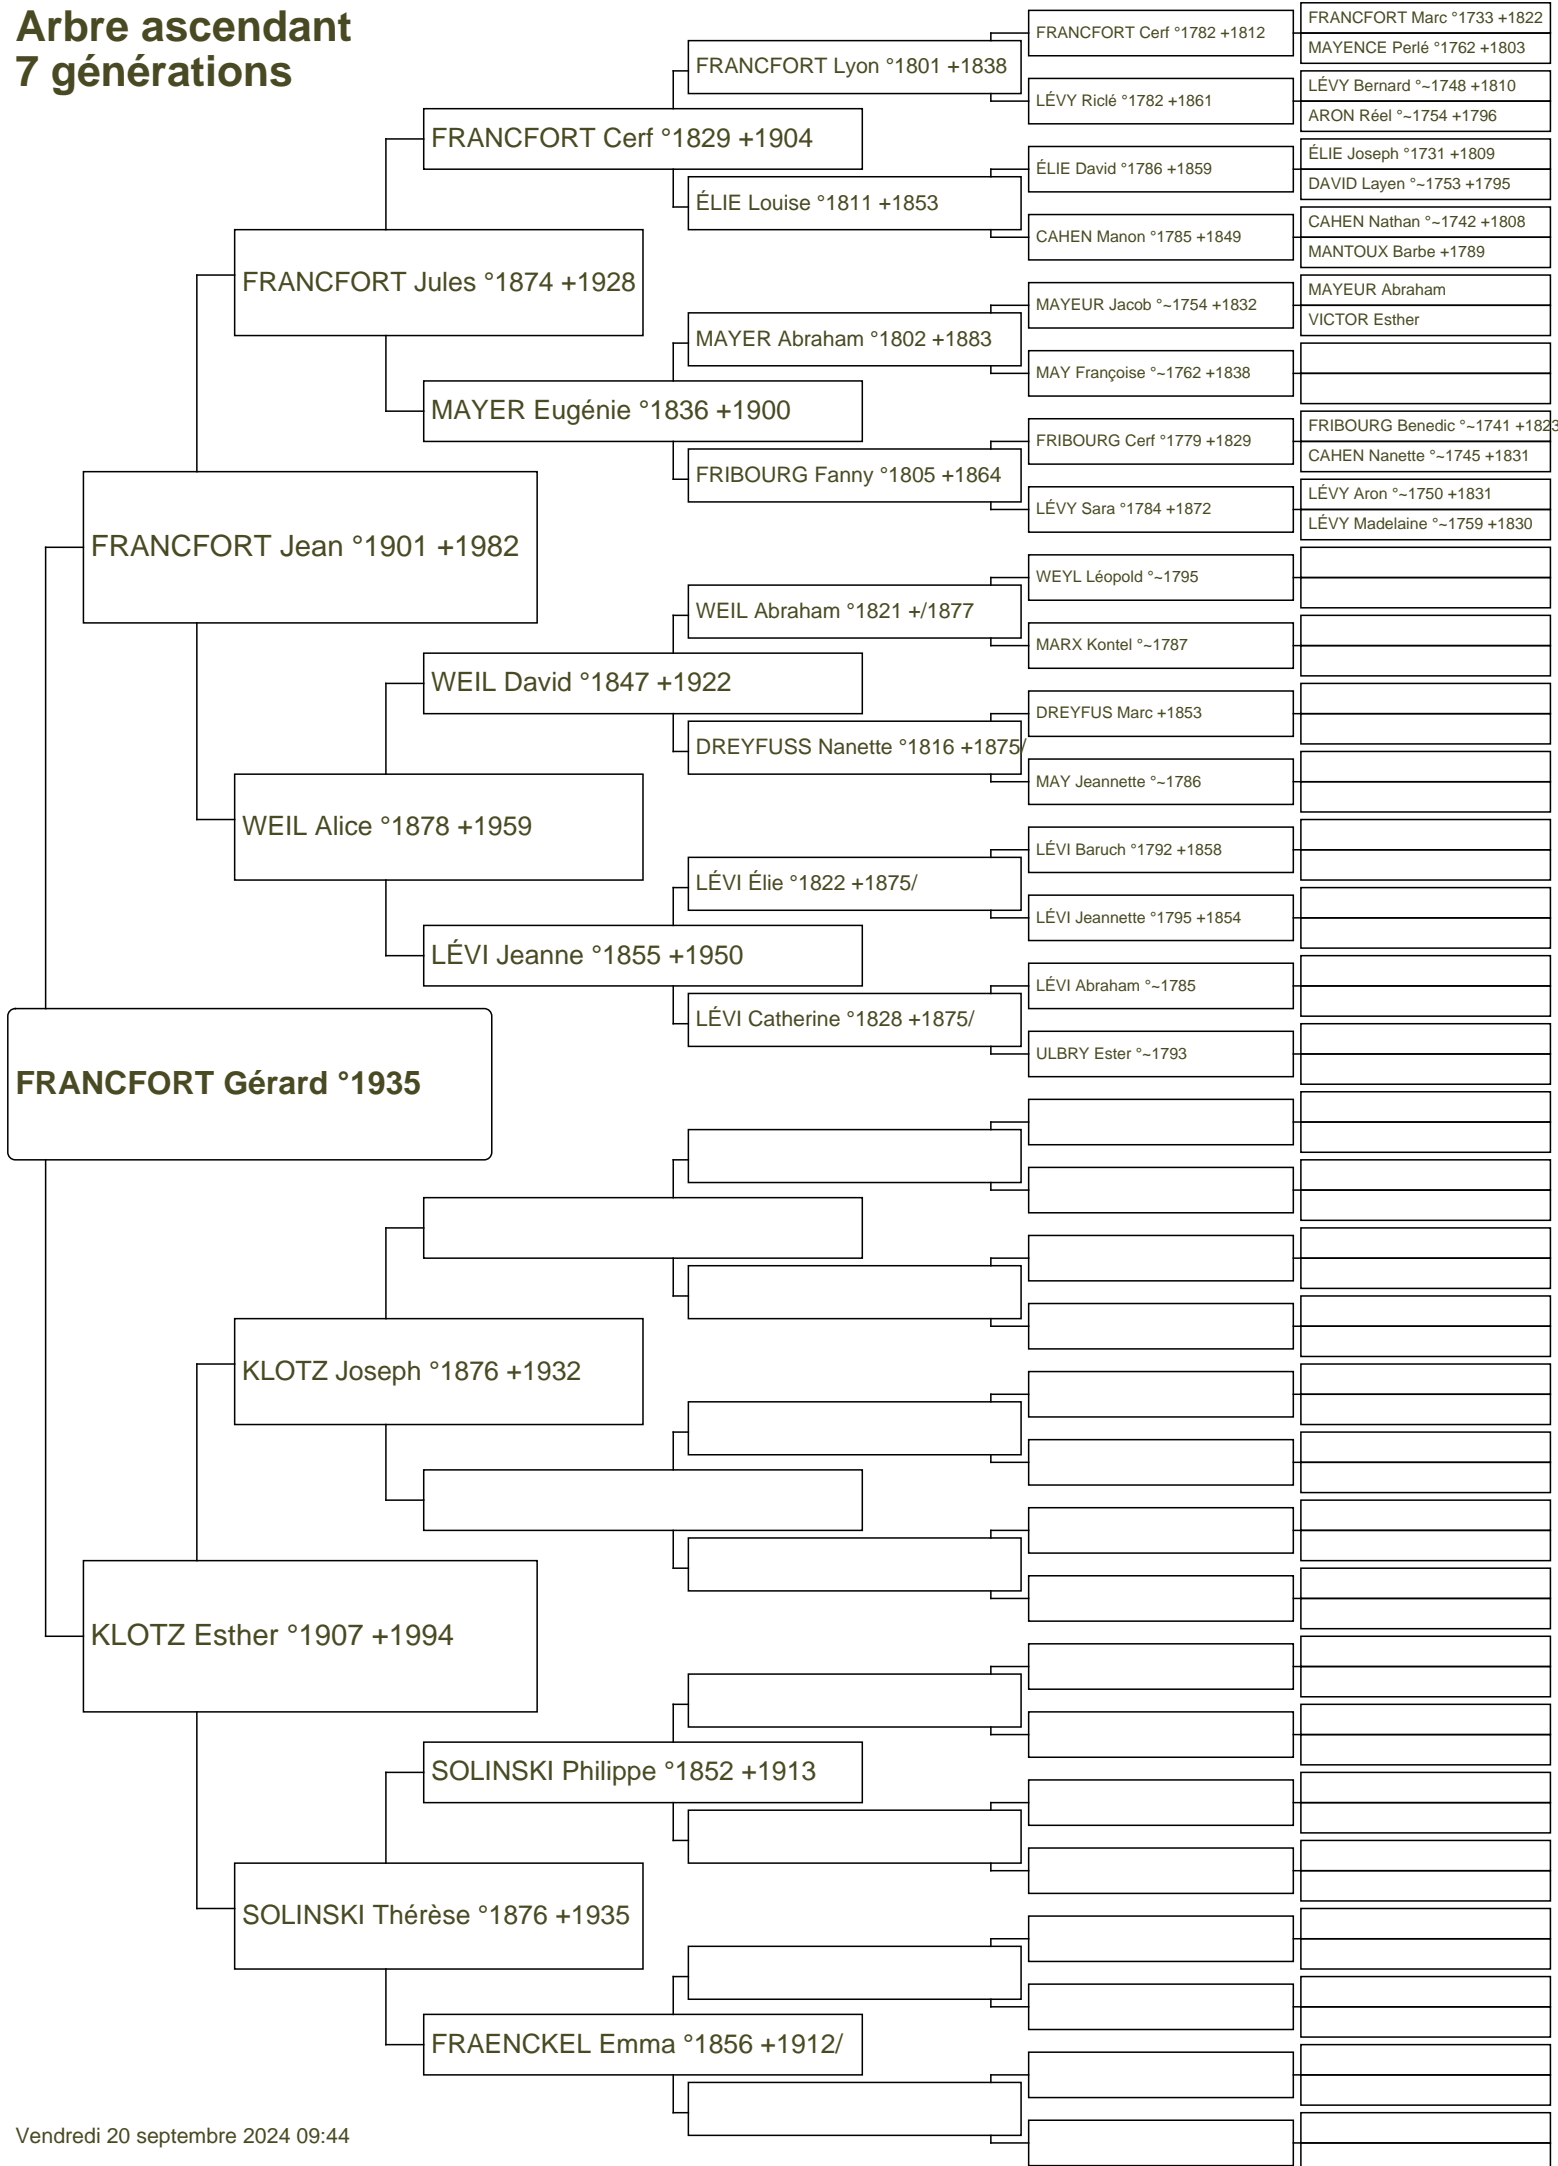 Arbre ascendant
7 générations
FRANCFORT Gérard °1935
FRANCFORT Jean °1901 +1982
KLOTZ Esther °1907 +1994
FRANCFORT Jules °1874 +1928
WEIL Alice °1878 +1959
KLOTZ Joseph °1876 +1932
SOLINSKI Thérèse °1876 +1935
FRANCFORT Cerf °1829 +1904
MAYER Eugénie °1836 +1900
WEIL David °1847 +1922
LÉVI Jeanne °1855 +1950
SOLINSKI Philippe °1852 +1913
FRAENCKEL Emma °1856 +1912/
FRANCFORT Lyon °1801 +1838
ÉLIE Louise °1811 +1853
MAYER Abraham °1802 +1883
FRIBOURG Fanny °1805 +1864
WEIL Abraham °1821 +/1877
DREYFUSS Nanette °1816 +1875/
LÉVI Élie °1822 +1875/
LÉVI Catherine °1828 +1875/
FRANCFORT Cerf °1782 +1812
LÉVY Riclé °1782 +1861
ÉLIE David °1786 +1859
CAHEN Manon °1785 +1849
MAYEUR Jacob °~1754 +1832
MAY Françoise °~1762 +1838
FRIBOURG Cerf °1779 +1829
LÉVY Sara °1784 +1872
WEYL Léopold °~1795
MARX Kontel °~1787
DREYFUS Marc +1853
MAY Jeannette °~1786
LÉVI Baruch °1792 +1858
LÉVI Jeannette °1795 +1854
LÉVI Abraham °~1785
ULBRY Ester °~1793
FRANCFORT Marc °1733 +1822
MAYENCE Perlé °1762 +1803
LÉVY Bernard °~1748 +1810
ARON Réel °~1754 +1796
ÉLIE Joseph °1731 +1809
DAVID Layen °~1753 +1795
CAHEN Nathan °~1742 +1808
MANTOUX Barbe +1789
MAYEUR Abraham
VICTOR Esther
FRIBOURG Benedic °~1741 +1823
CAHEN Nanette °~1745 +1831
LÉVY Aron °~1750 +1831
LÉVY Madelaine °~1759 +1830
Vendredi 20 septembre 2024 09:44